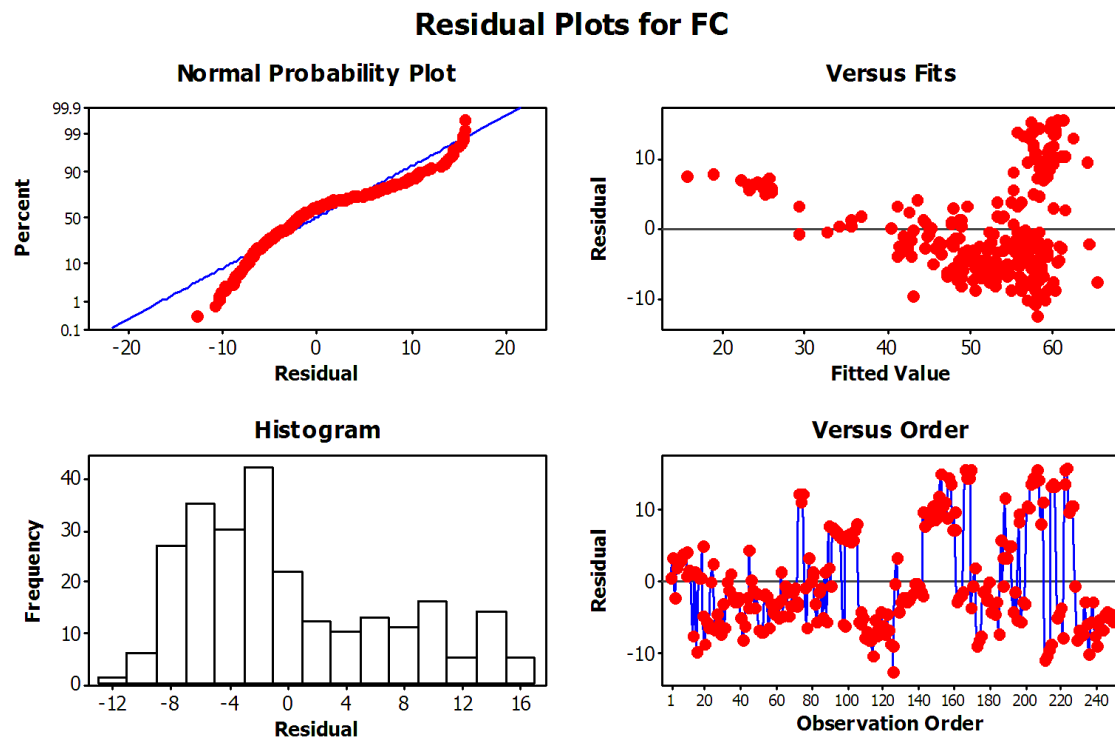 Residual Plots for FC
Normal Probability Plot
99.9
99
90
50
10
1
0.1
Percent
-20 -10 0 10 20
Residual
Versus Fits
10
0
-10
Residual
20 30 40 50 60
Fitted Value
Histogram
40
30
20
10
0
Frequency
-12 -8 -4 0 4 8 12 16
Residual
Versus Order
10
0
-10
Residual
1 20 40 60 80 100 120 140 160 180 200 220 240
Observation Order